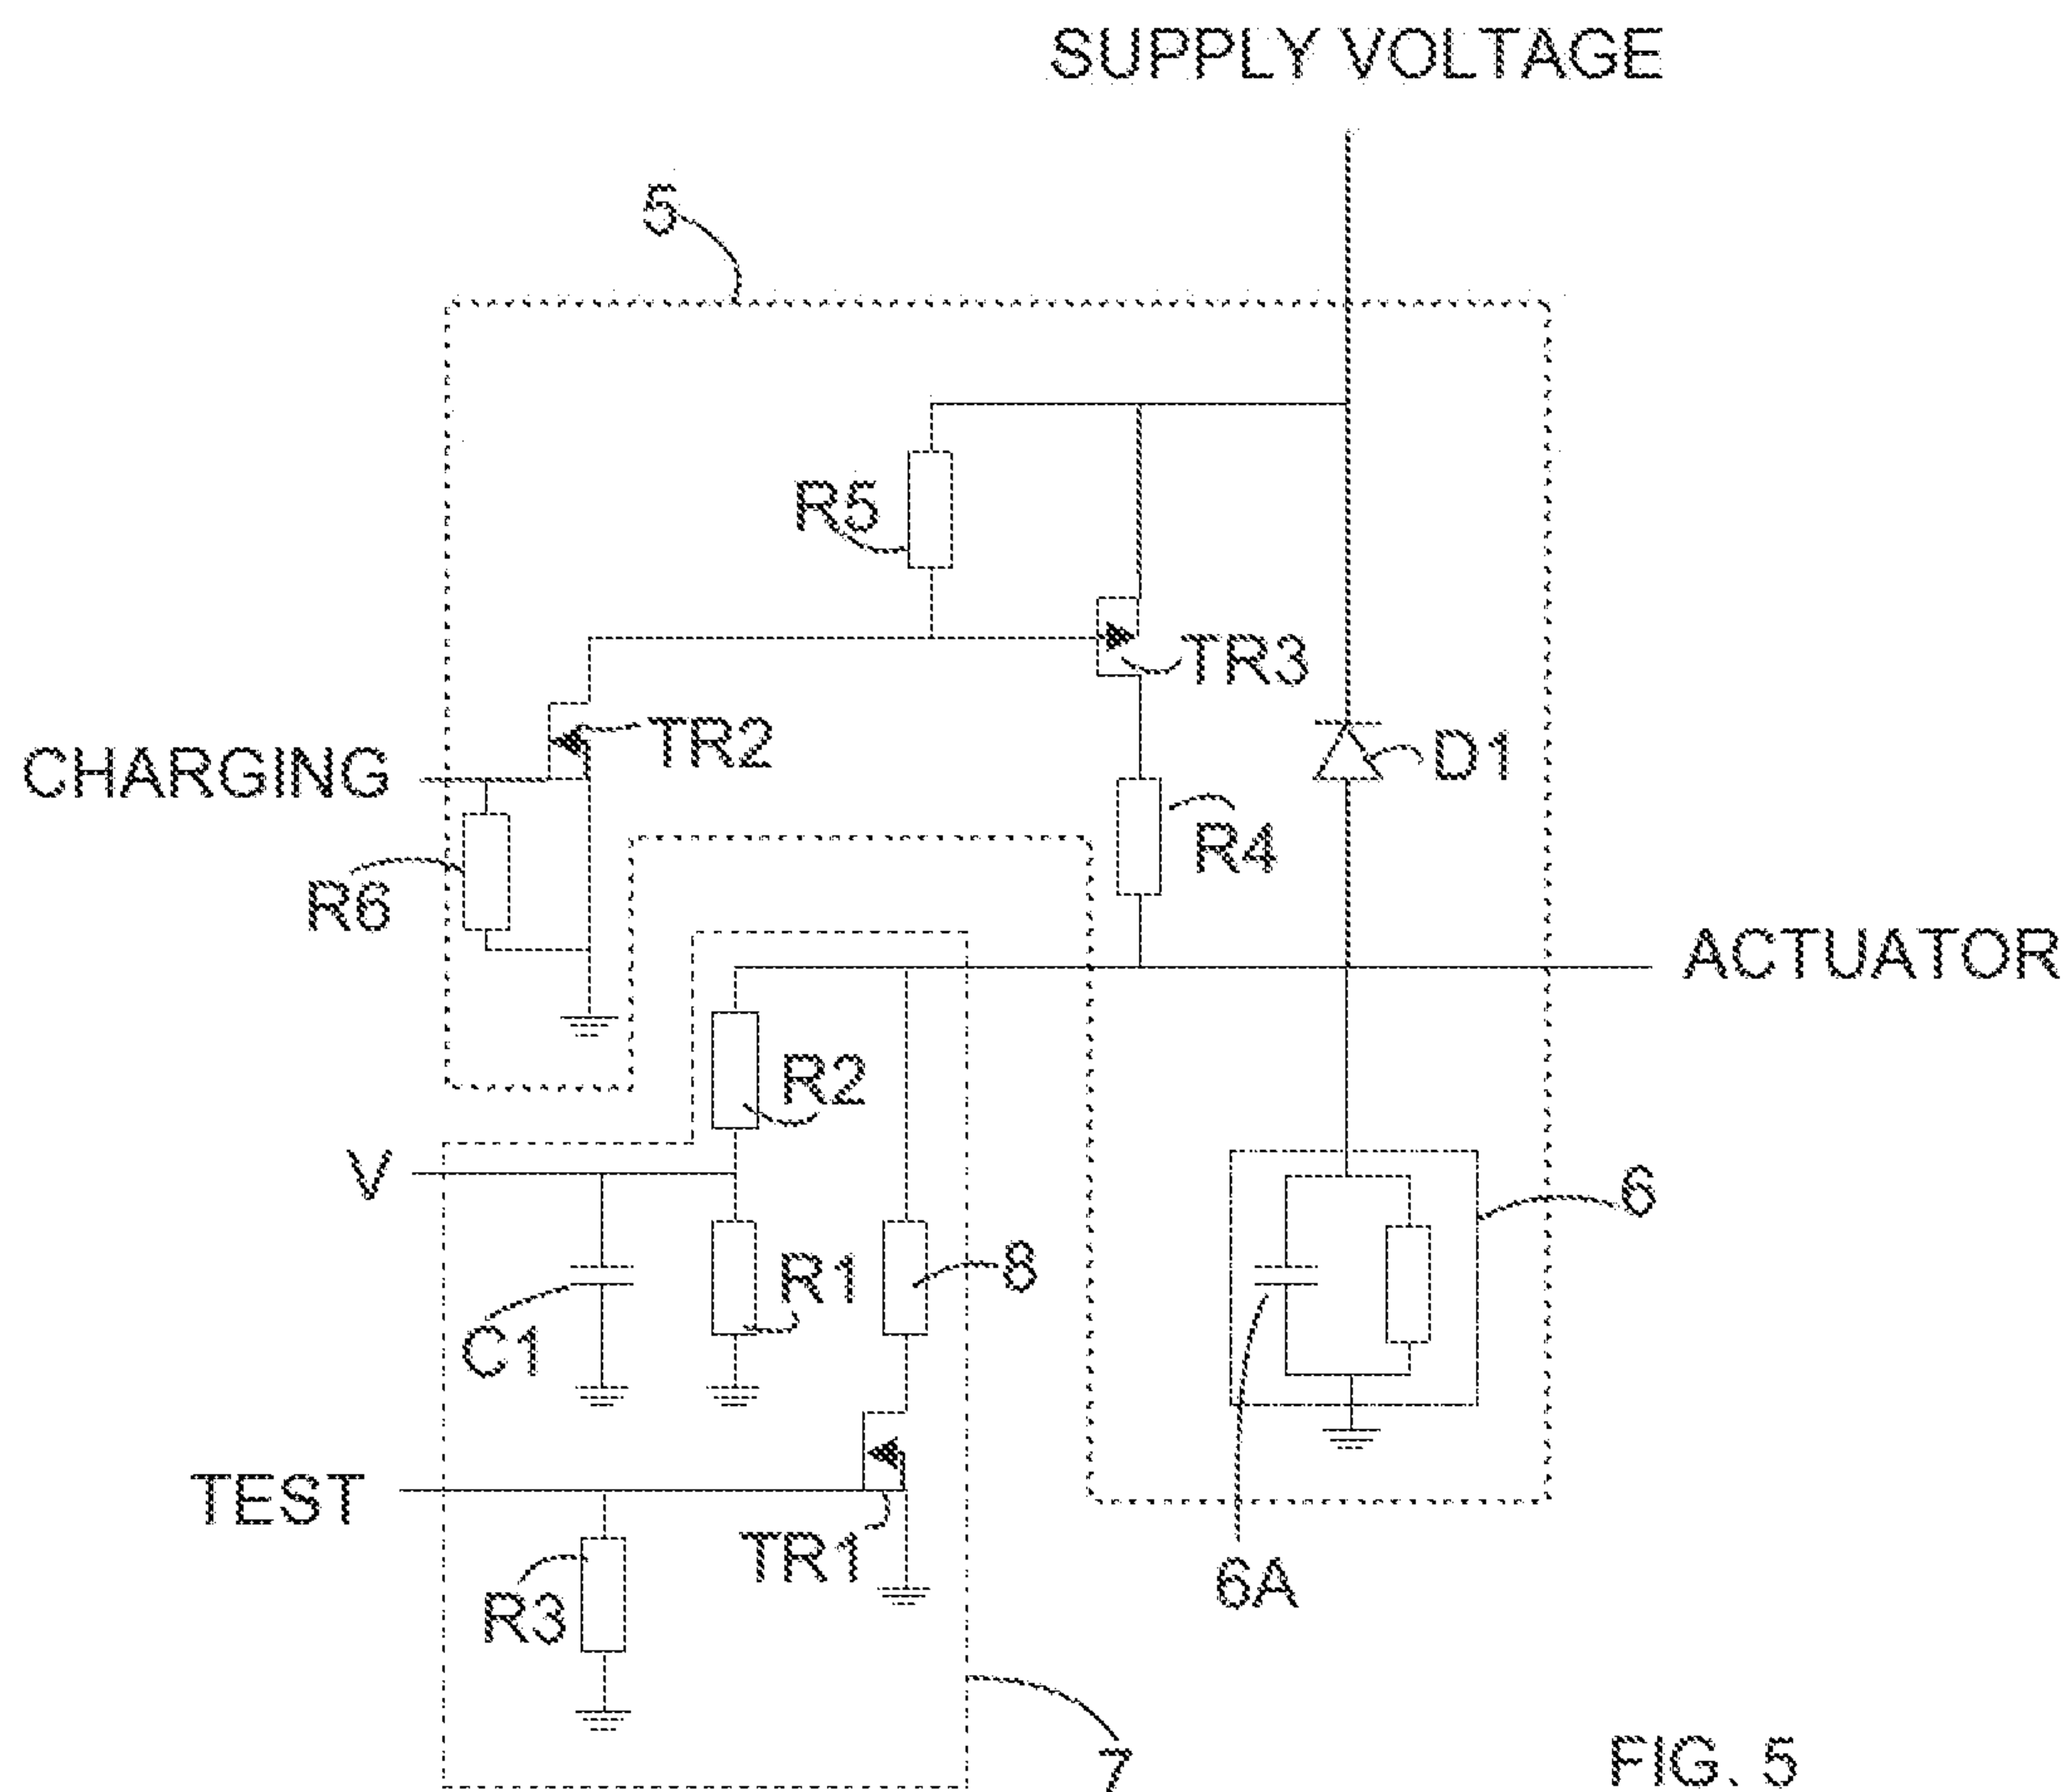 SUPPLY VOLTAGE
5
R5
TR3
TR2
D1
CHARGING
R4
R6
ACTUATOR
R2
V
6
8
R1
C1
TEST
TR1
6A
R3
7
FIG. 5